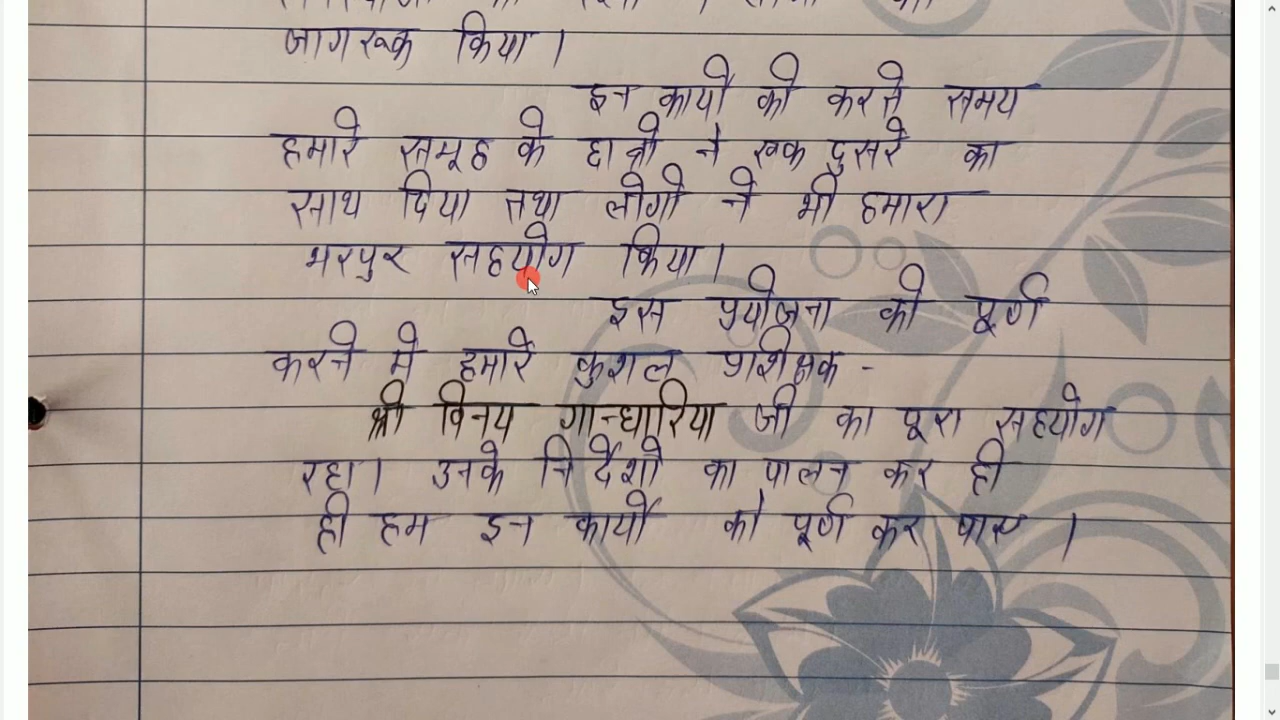 जागरूक किया।
इन कार्यो को करते समय
हमारे समूह के छात्रो ने एक दुसरे का
साथ दिया तथा लोगो ने भी हमारा
भरपुर सहयोग किया।
इस प्रयोजना को पूर्ण
करने मे हमारे कुशल प्रशिक्षक -
श्री विनय गान्धारिया जी का पूरा सहयोग
रहा। उनके निर्देशो का पालन कर ही
ही हम इन कार्यो को पूर्ण कर पाए।